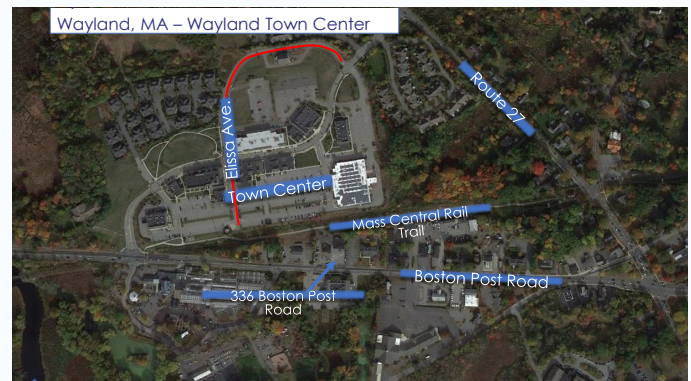 Wayland, MA – Wayland Town Center
Route 27
Elissa Ave.
Town Center
Mass Central Rail
Trail
Boston Post Road
336 Boston Post
Road